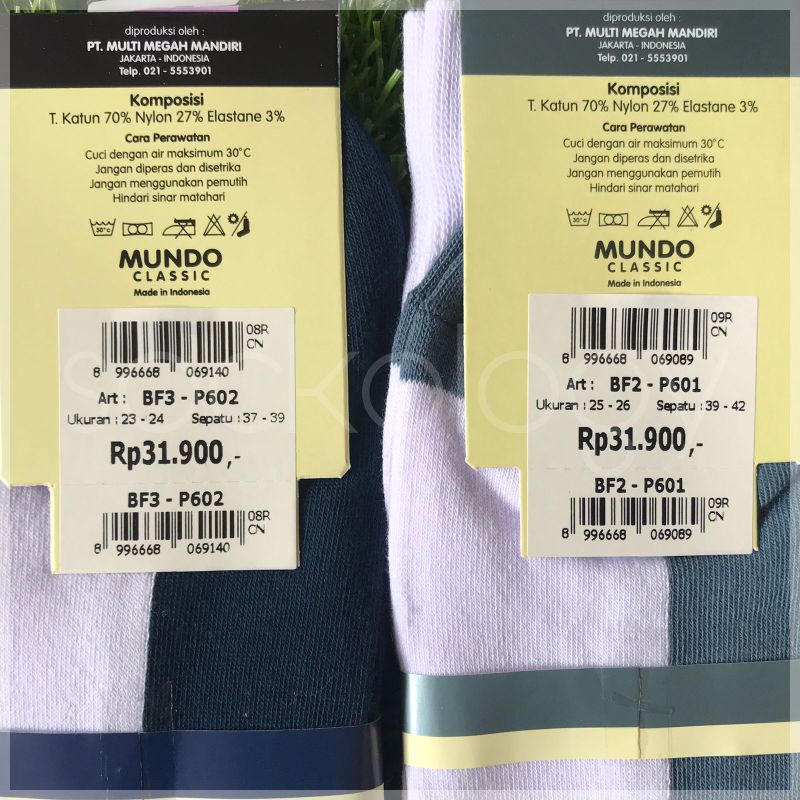 diproduksi oleh :
PT. MULTI MEGAH MANDIRI
JAKARTA - INDONESIA
Telp. 021 - 5553901
Komposisi
T. Katun 70% Nylon 27% Elastane 3%
Cara Perawatan
Cuci dengan air maksimum 30°C
Jangan diperas dan disetrika
Jangan menggunakan pemutih
Hindari sinar matahari
30°C
MUNDO
CLASSIC
Made in Indonesia
08R
CN
8 996668 069140
Art : BF3 - P602
Ukuran : 23 - 24 Sepatu : 37 - 39
Rp31.900,-
BF3 - P602
08R
CN
8 996668 069140
diproduksi oleh :
PT. MULTI MEGAH MANDIRI
JAKARTA - INDONESIA
Telp. 021 - 5553901
Komposisi
T. Katun 70% Nylon 27% Elastane 3%
Cara Perawatan
Cuci dengan air maksimum 30°C
Jangan diperas dan disetrika
Jangan menggunakan pemutih
Hindari sinar matahari
30°C
MUNDO
CLASSIC
Made in Indonesia
09R
CN
8 996668 069089
Art : BF2 - P601
Ukuran : 25 - 26 Sepatu : 39 - 42
Rp31.900,-
BF2 - P601
09R
CN
8 996668 069089
sockology